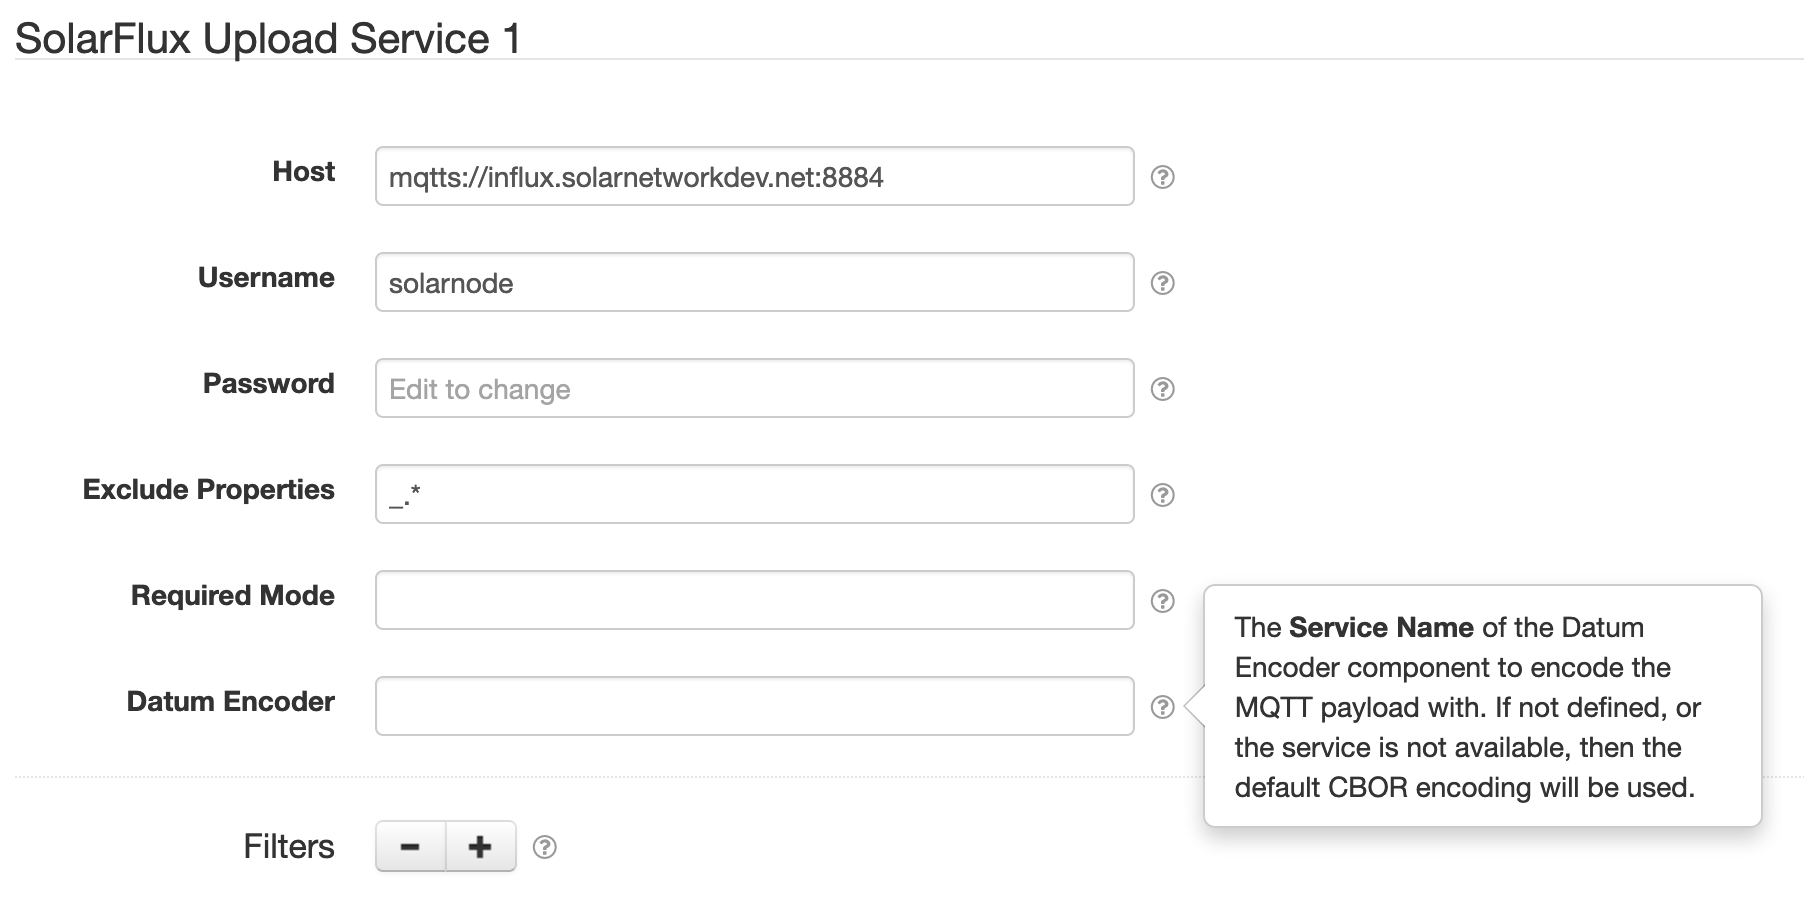 SolarFlux Upload Service 1
Host
mqtts://influx.solarnetworkdev.net:8884
Username
solarnode
Password
Edit to change
Exclude Properties
_.*
Required Mode
Datum Encoder
The Service Name of the Datum
Encoder component to encode the
MQTT payload with. If not defined, or
the service is not available, then the
default CBOR encoding will be used.
Filters